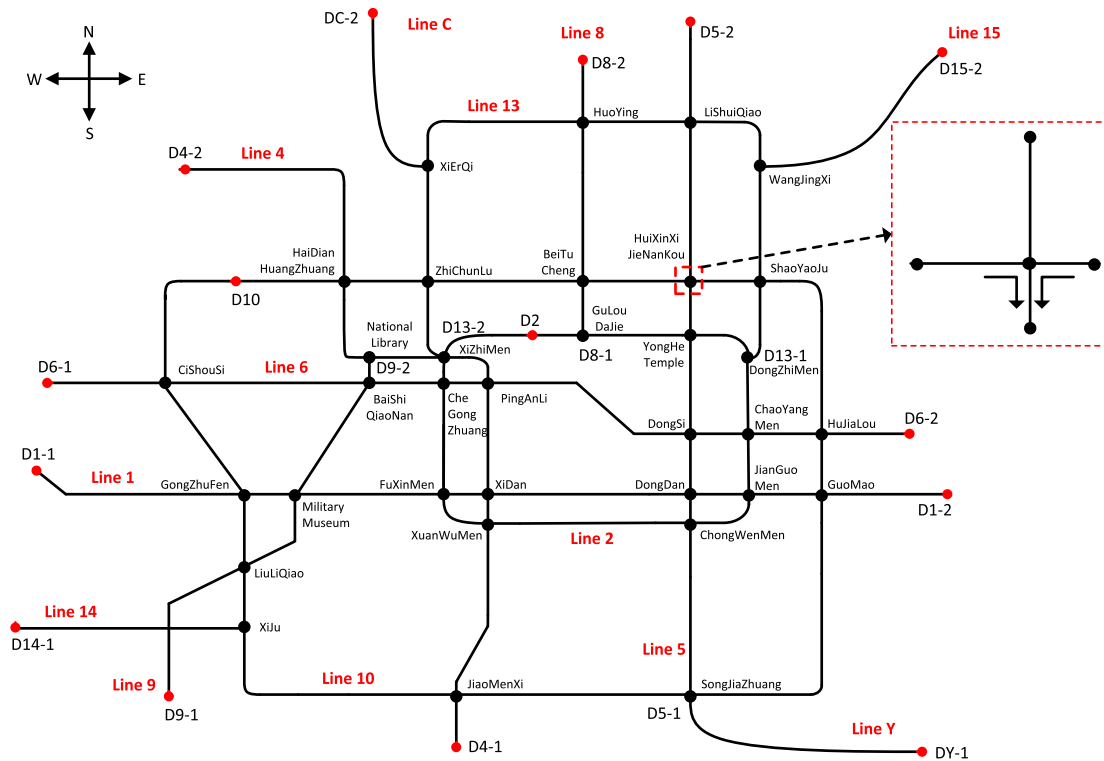 DC-2
Line C
Line 8
D5-2
Line 15
N
W
E
S
D8-2
D15-2
Line 13
HuoYing
LiShuiQiao
D4-2
Line 4
XiErQi
WangJingXi
HaiDian
HuangZhuang
ZhiChunLu
BeiTu
Cheng
HuiXinXi
JieNanKou
ShaoYaoJu
D10
National
Library
D13-2
D2
GuLou
DaJie
D8-1
XiZhiMen
YongHe
Temple
D13-1
DongZhiMen
D6-1
CiShouSi
Line 6
D9-2
BaiShi
QiaoNan
Che
Gong
Zhuang
PingAnLi
DongSi
ChaoYang
Men
HuJiaLou
D6-2
D1-1
Line 1
GongZhuFen
Military
Museum
FuXinMen
XiDan
DongDan
JianGuo
Men
GuoMao
D1-2
XuanWuMen
Line 2
ChongWenMen
LiuLiQiao
Line 14
D14-1
XiJu
Line 5
Line 9
D9-1
Line 10
JiaoMenXi
SongJiaZhuang
D5-1
D4-1
Line Y
DY-1